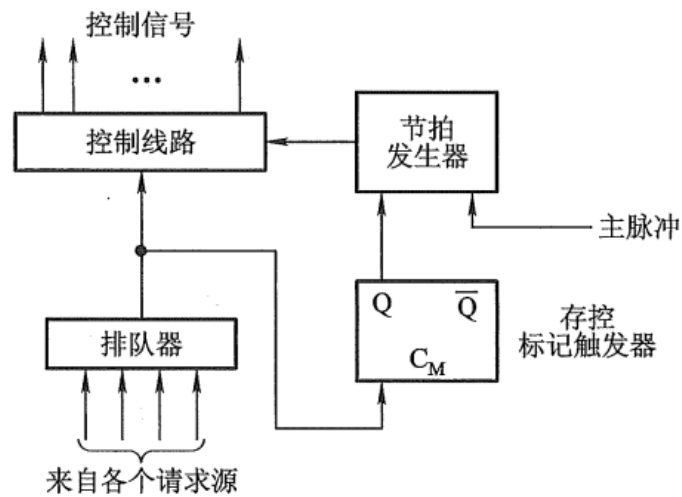 控制信号
...
控制线路
节拍
发生器
主脉冲
Q
Q̅
C_M
存控
标记触发器
排队器
来自各个请求源